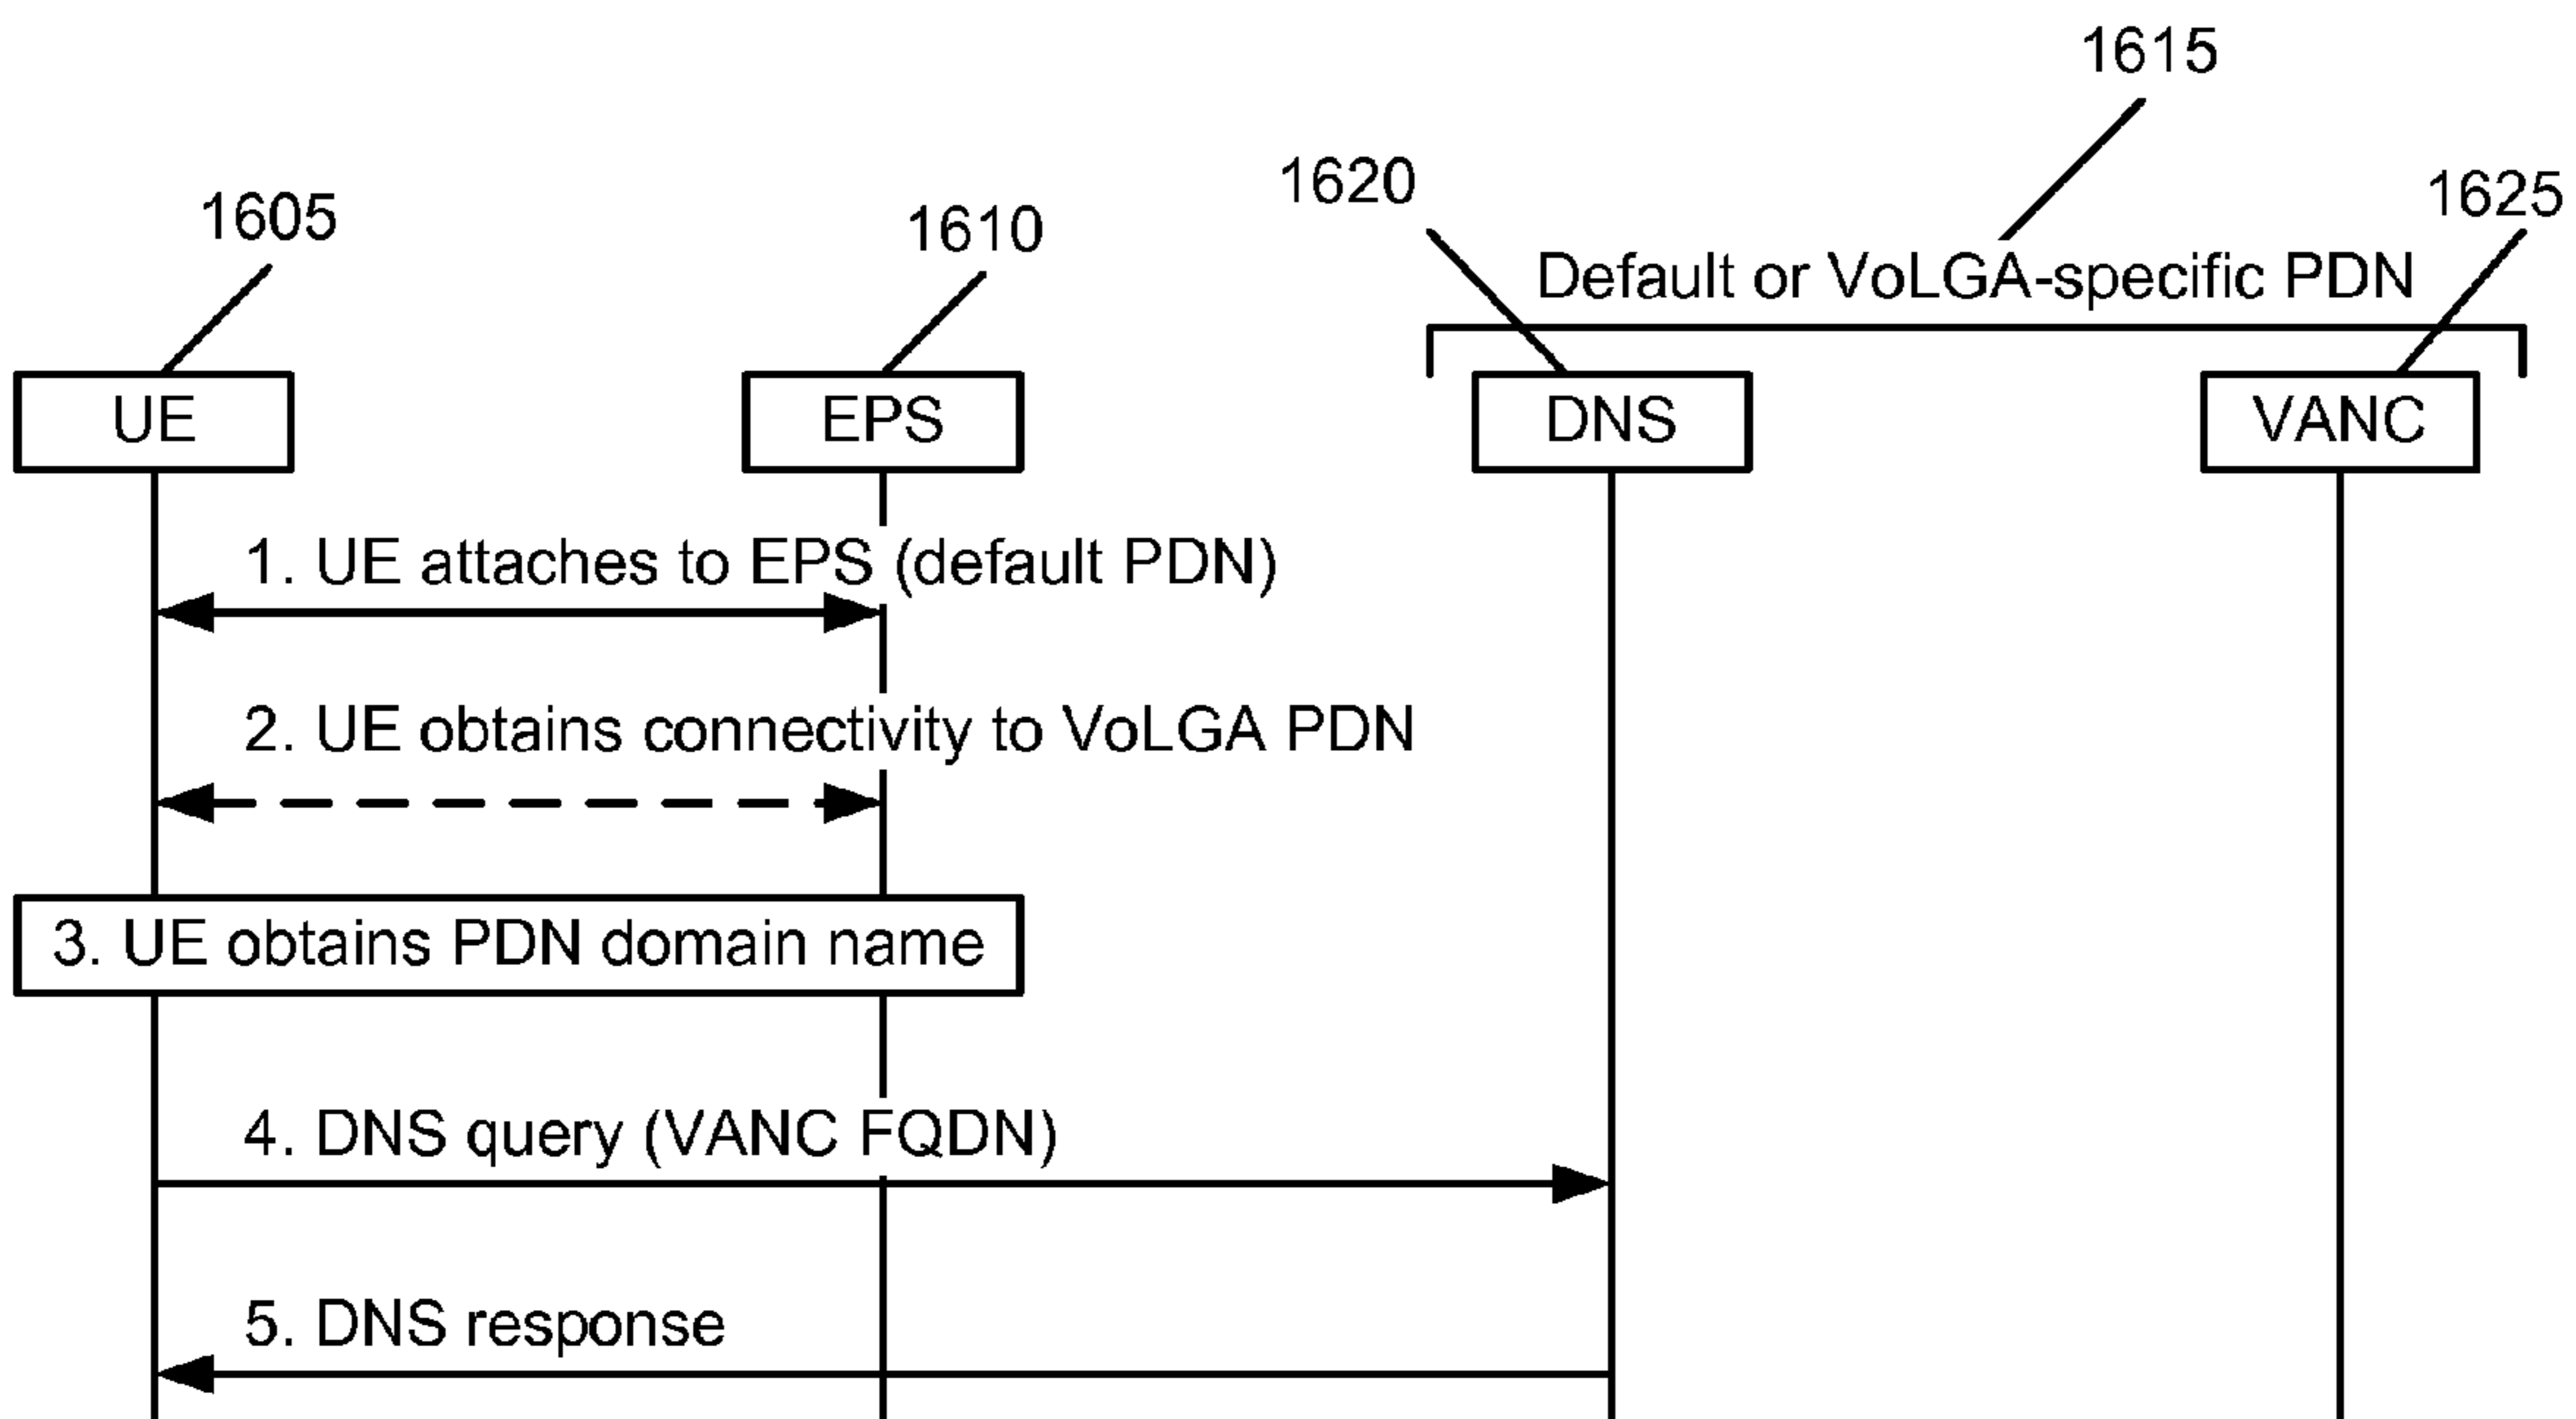 1615
1620
1625
1605
1610
Default or VoLGA-specific PDN
UE
EPS
DNS
VANC
1. UE attaches to EPS (default PDN)
2. UE obtains connectivity to VoLGA PDN
3. UE obtains PDN domain name
4. DNS query (VANC FQDN)
5. DNS response